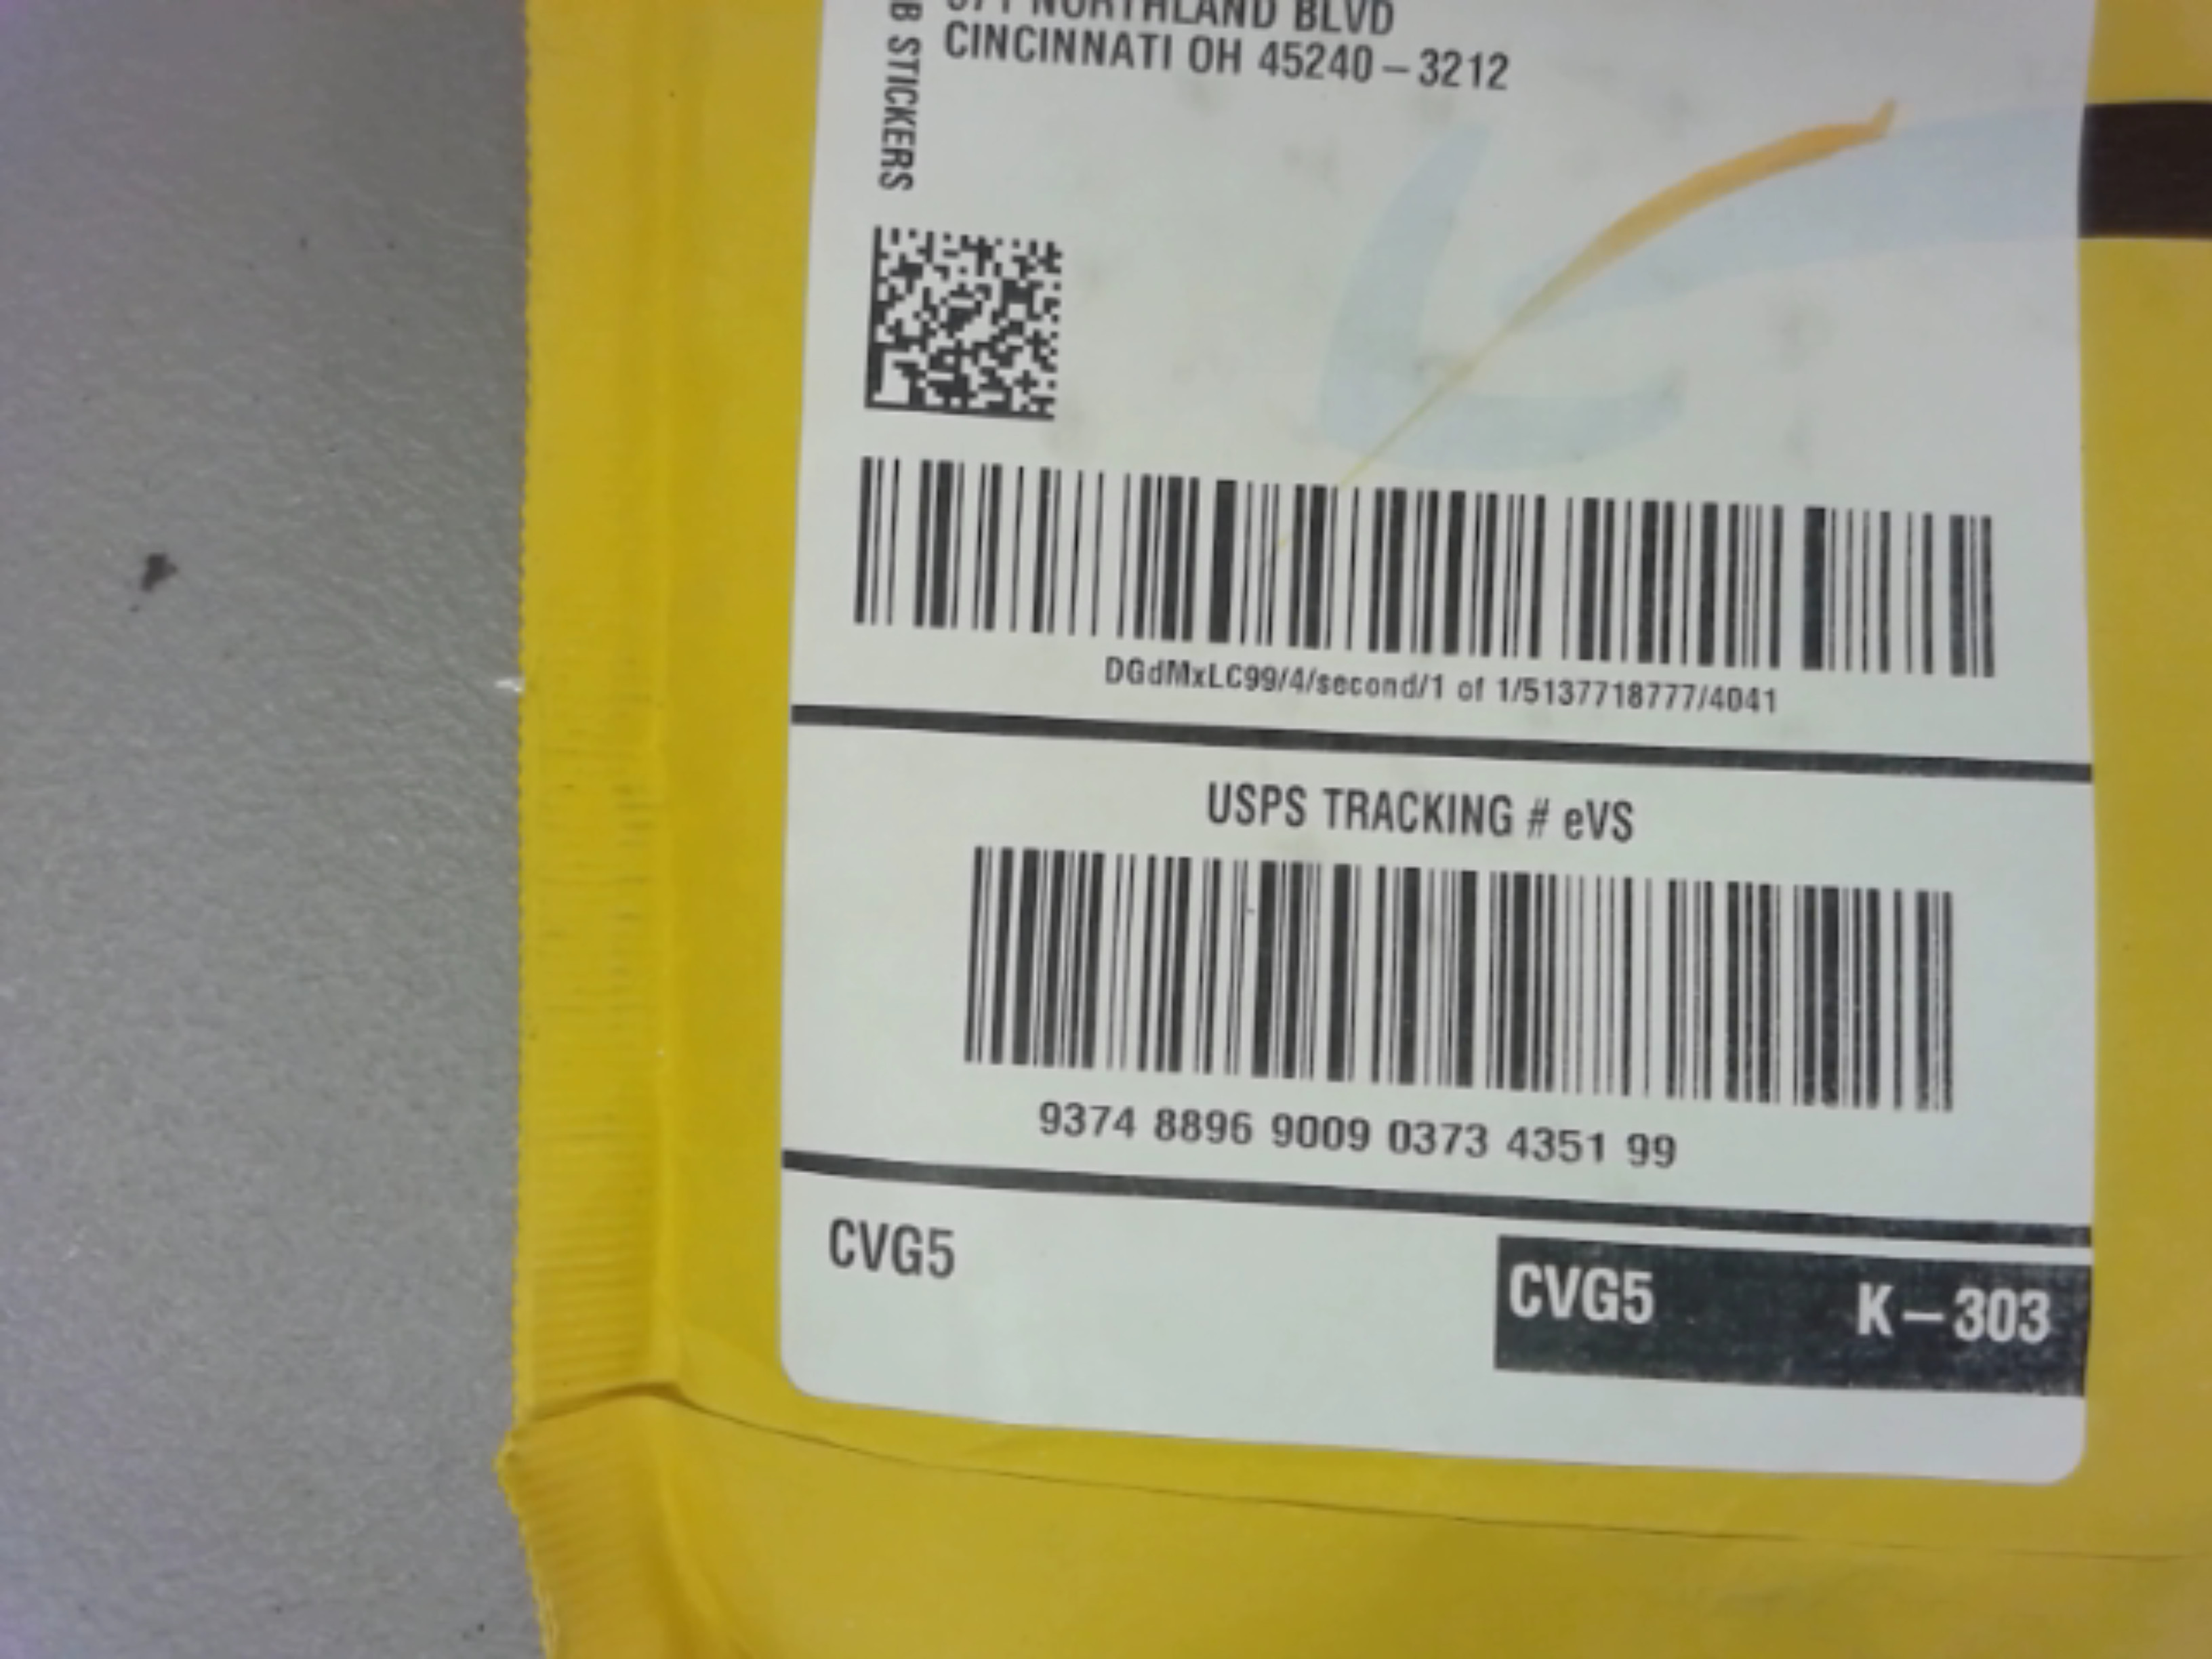 NORTHLAND BLVD
CINCINNATI OH 45240-3212
B STICKERS
DGdMxLC99/4/second/1 of 1/5137718777/4041
USPS TRACKING # eVS
9374 8896 9009 0373 4351 99
CVG5
CVG5 K-303